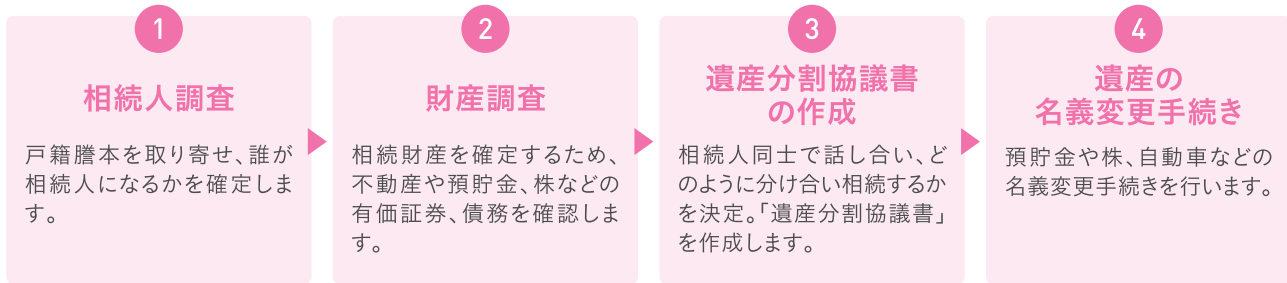 1
相続人調査
戸籍謄本を取り寄せ、誰が
相続人になるかを確定しま
す。
2
財産調査
相続財産を確定するため、
不動産や預貯金、株などの
有価証券、債務を確認しま
す。
3
遺産分割協議書
の作成
相続人同士で話し合い、ど
のように分け合い相続するか
を決定。「遺産分割協議書」
を作成します。
4
遺産の
名義変更手続き
預貯金や株、自動車などの
名義変更手続きを行います。